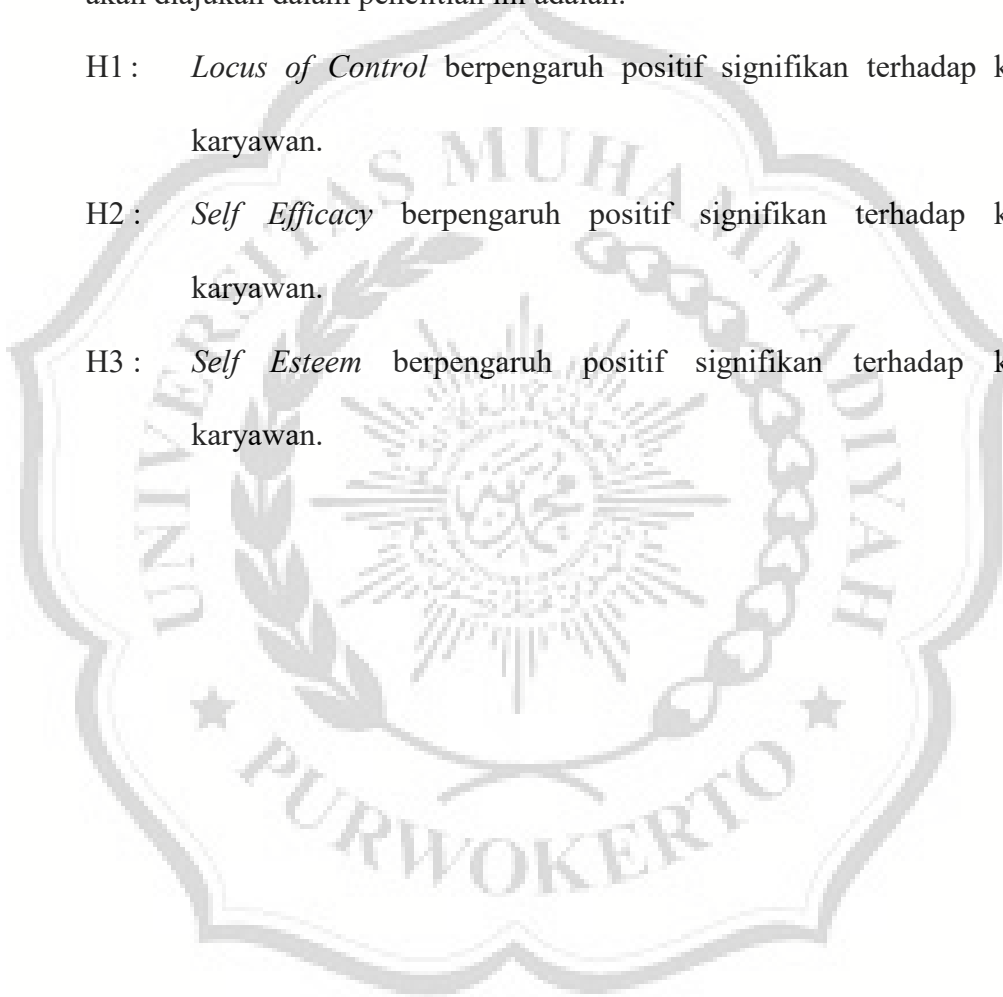 akan diajukan dalam penelitian ini adalah:
H1 : Locus of Control berpengaruh positif signifikan terhadap
karyawan.
H2 : Self Efficacy berpengaruh positif signifikan terhadap
karyawan.
H3 : Self Esteem berpengaruh positif signifikan terhadap
karyawan.
UNIVERSITAS MUHAMMADIYAH
PURWOKERTO